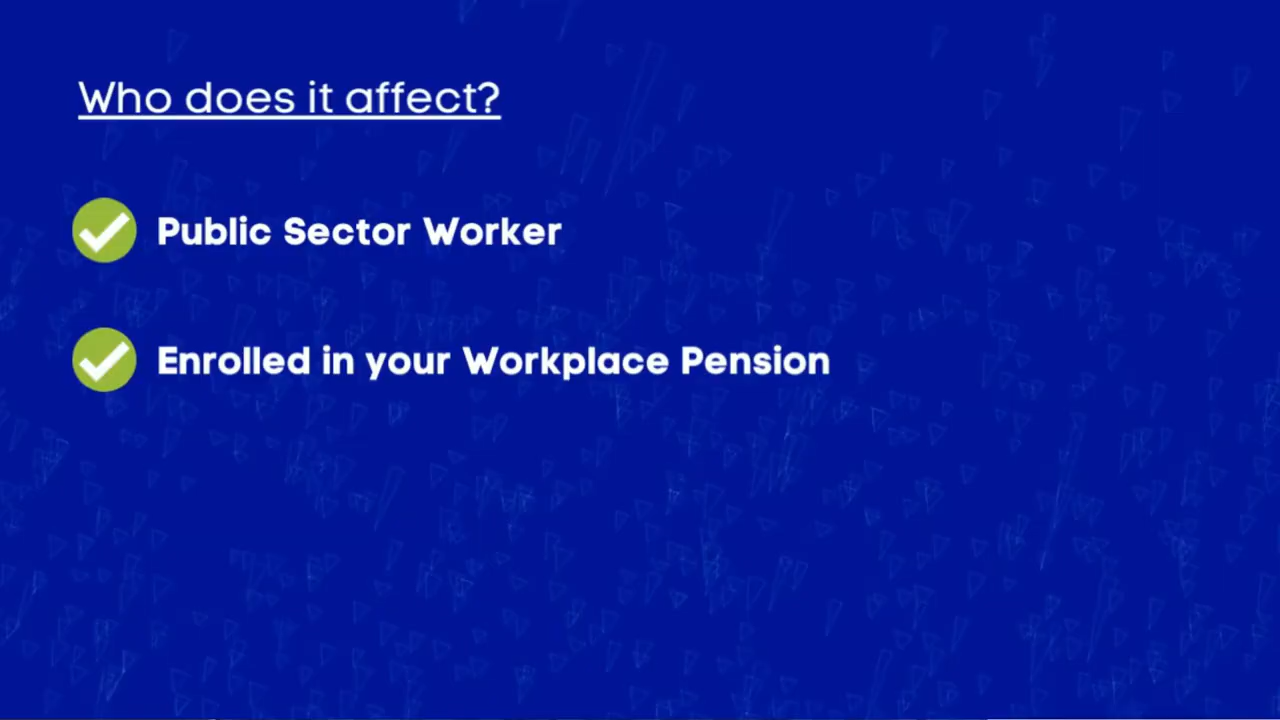 Who does it affect?
Public Sector Worker
Enrolled in your Workplace Pension